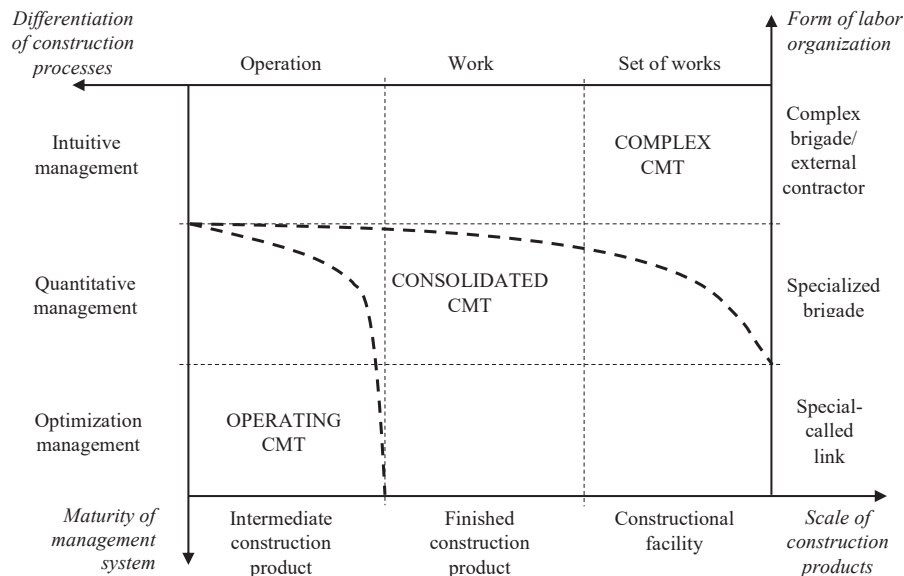 Differentiation
of construction
processes
Form of labor
organization
Operation
Work
Set of works
Intuitive
management
COMPLEX
CMT
Complex
brigade/
external
contractor
Quantitative
management
CONSOLIDATED
CMT
Specialized
brigade
Optimization
management
OPERATING
CMT
Special-
called
link
Maturity of
management
system
Intermediate
construction
product
Finished
construction
product
Constructional
facility
Scale of
construction
products